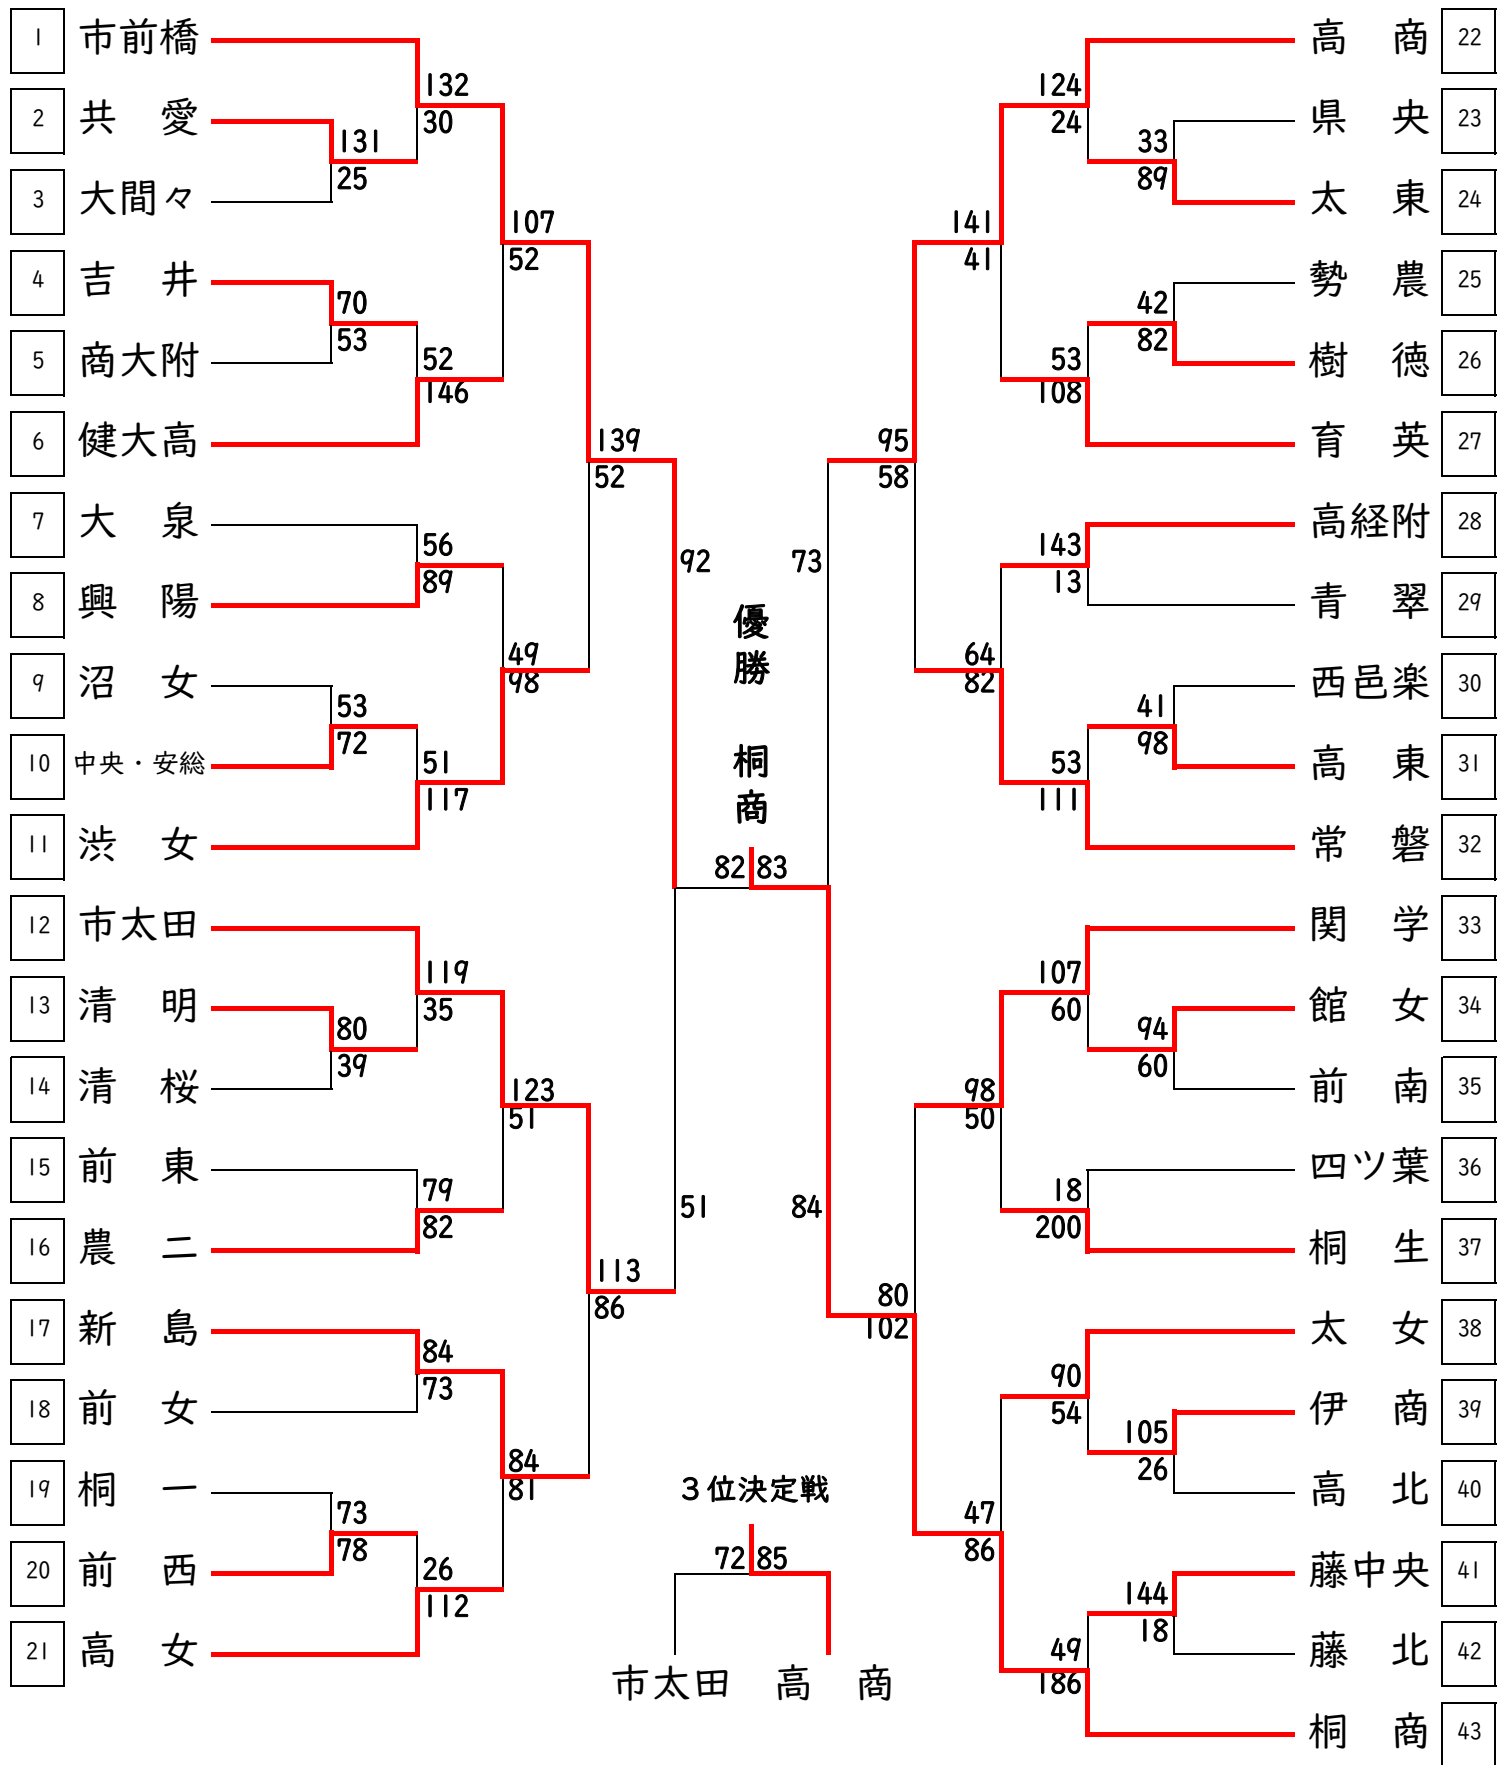 1 市前橋
2 共 愛
3 大間々
4 吉 井
5 商大附
6 健大高
7 大 泉
8 興 陽
9 沼 女
10 中央・安総
11 渋 女
12 市太田
13 清 明
14 清 桜
15 前 東
16 農 二
17 新 島
18 前 女
19 桐 一
20 前 西
21 高 女
131
25
70
53
53
72
80
39
73
78
132
30
52
146
56
89
51
117
119
35
79
82
84
73
26
112
107
52
49
98
123
51
84
81
139
52
113
86
92
51
優勝 桐商
82 83
73
84
95
58
80
102
141
41
64
82
98
50
47
86
124
24
53
108
143
13
53
111
107
60
18
200
90
54
49
186
33
89
42
82
41
98
94
60
105
26
144
18
高 商 22
県 央 23
太 東 24
勢 農 25
樹 徳 26
育 英 27
高経附 28
青 翠 29
西邑楽 30
高 東 31
常 磐 32
関 学 33
館 女 34
前 南 35
四ツ葉 36
桐 生 37
太 女 38
伊 商 39
高 北 40
藤中央 41
藤 北 42
桐 商 43
３位決定戦
72 85
市太田 高 商